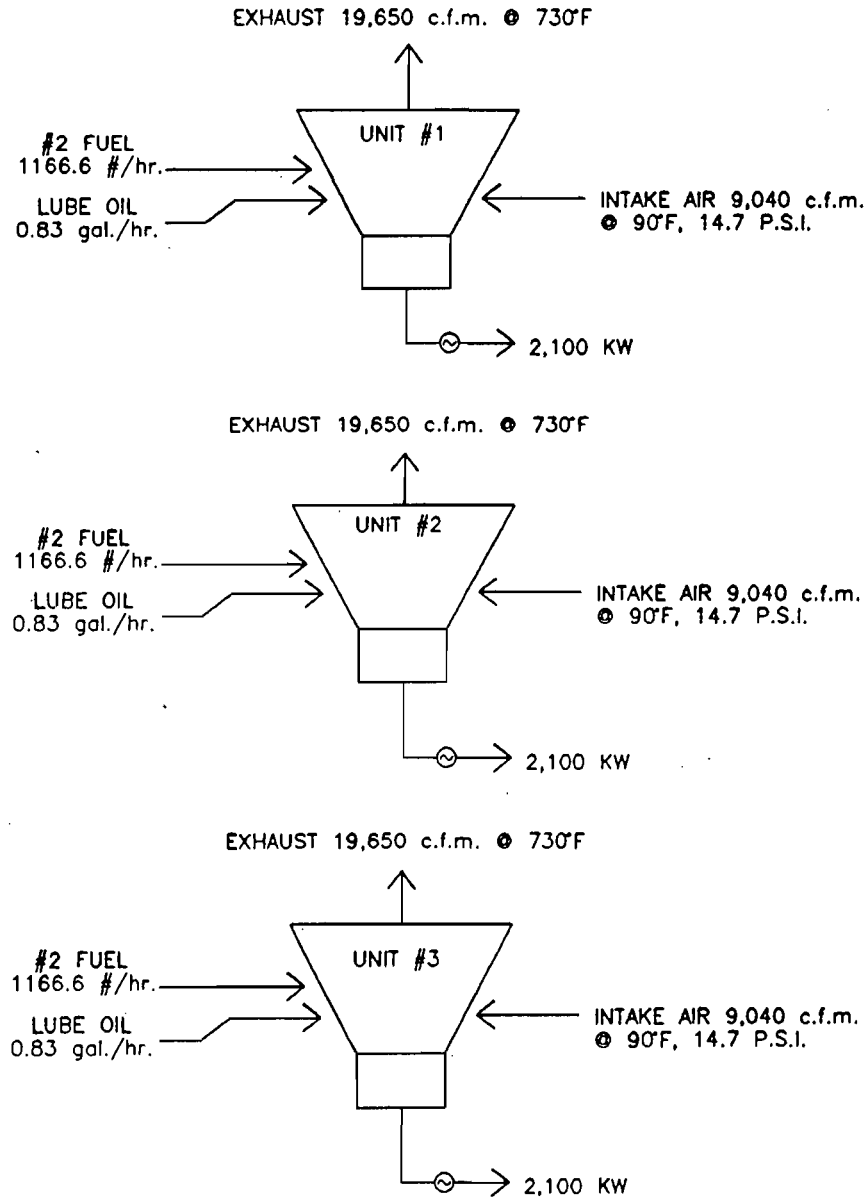 EXHAUST 19,650 c.f.m. @ 730°F
UNIT #1
#2 FUEL
1166.6 #/hr.
LUBE OIL
0.83 gal./hr.
INTAKE AIR 9,040 c.f.m.
@ 90°F, 14.7 P.S.I.
2,100 KW
EXHAUST 19,650 c.f.m. @ 730°F
UNIT #2
#2 FUEL
1166.6 #/hr.
LUBE OIL
0.83 gal./hr.
INTAKE AIR 9,040 c.f.m.
@ 90°F, 14.7 P.S.I.
2,100 KW
EXHAUST 19,650 c.f.m. @ 730°F
UNIT #3
#2 FUEL
1166.6 #/hr.
LUBE OIL
0.83 gal./hr.
INTAKE AIR 9,040 c.f.m.
@ 90°F, 14.7 P.S.I.
2,100 KW